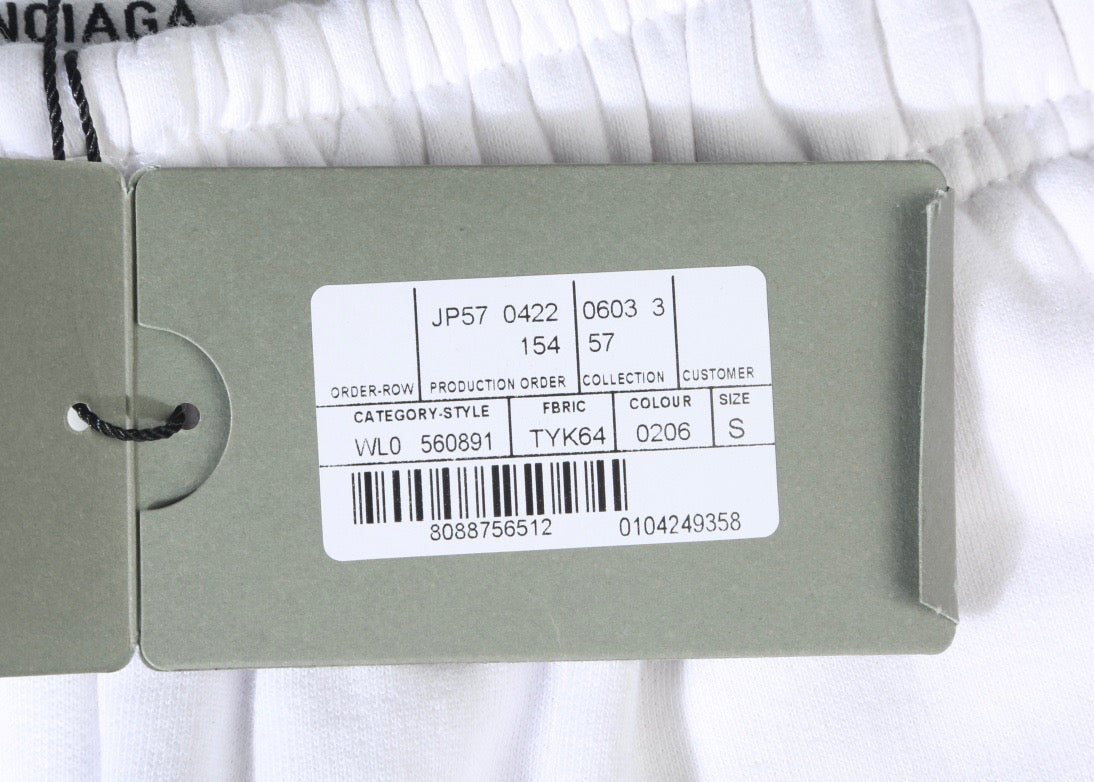 NCIAGA
JP57 0422 0603 3
154 57
ORDER-ROW PRODUCTION ORDER COLLECTION CUSTOMER
CATEGORY-STYLE FBRIC COLOUR SIZE
WL0 560891 TYK64 0206 S
8088756512 0104249358